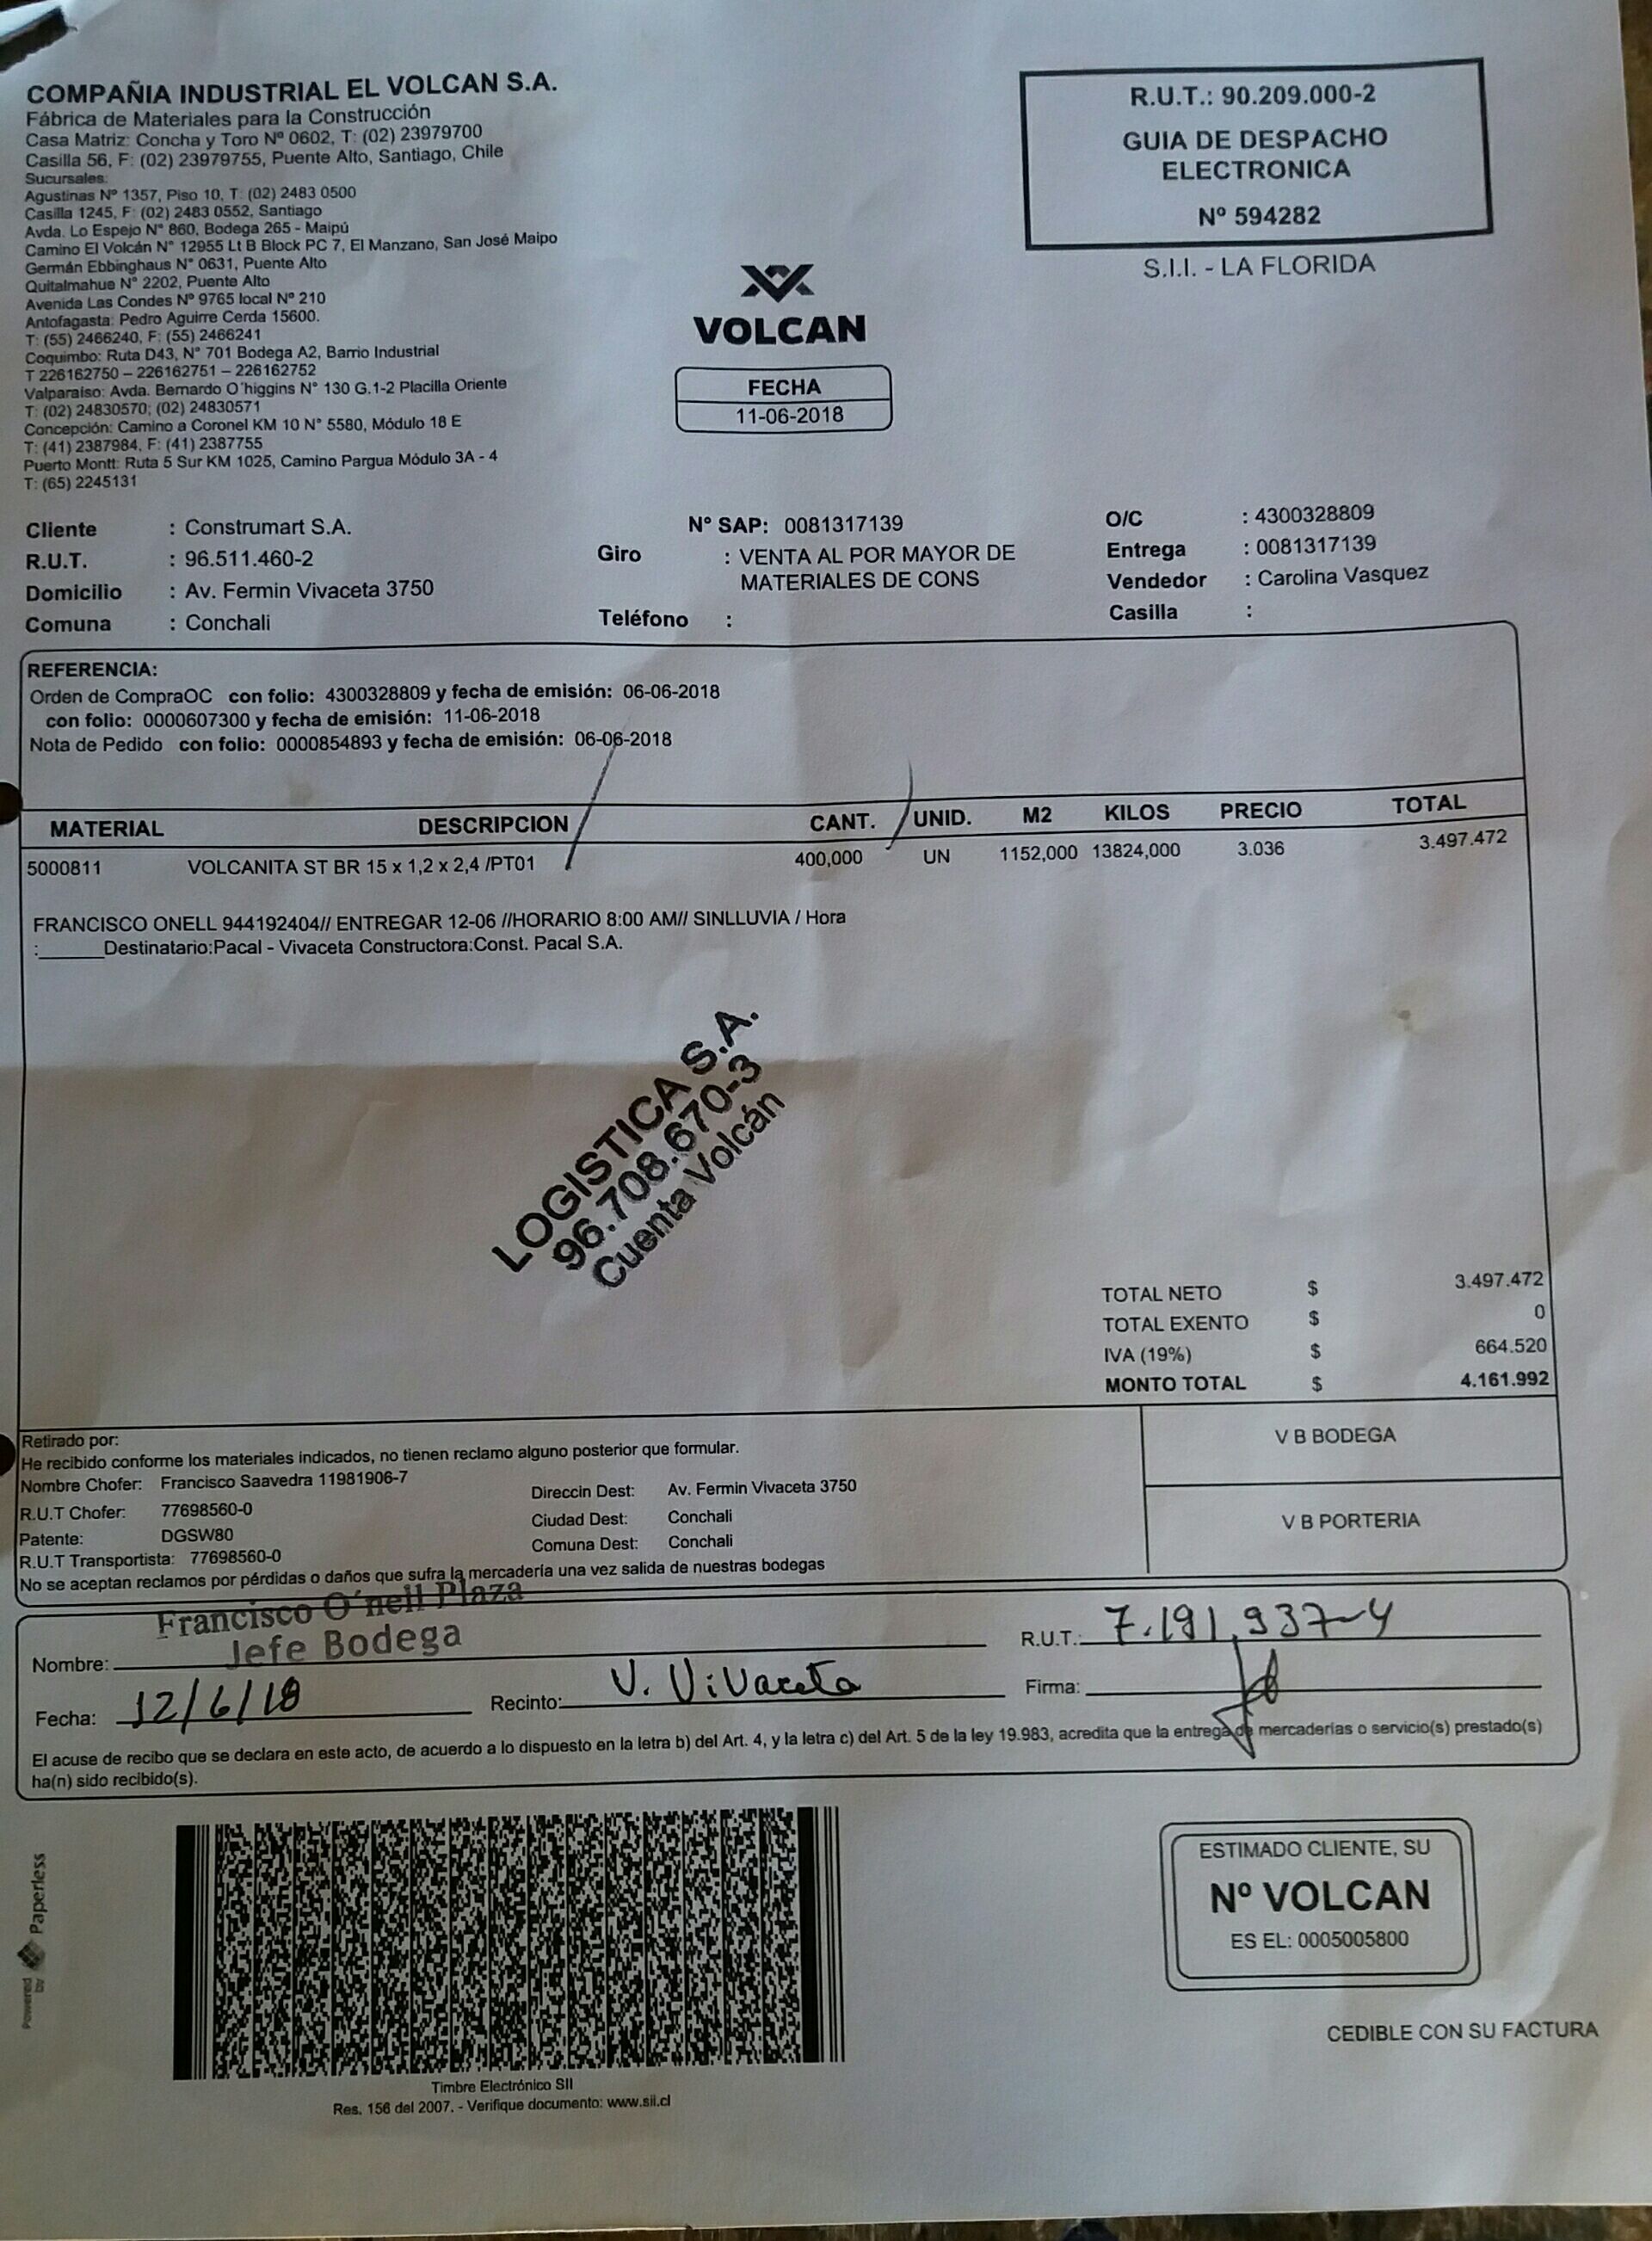 COMPAÑIA INDUSTRIAL EL VOLCAN S.A.
Fábrica de Materiales para la Construcción
Casa Matriz: Concha y Toro Nº 0602, T: (02) 23979700
Casilla 56, F: (02) 23979755, Puente Alto, Santiago, Chile
Sucursales:
Agustinas Nº 1357, Piso 10, T: (02) 2483 0500
Casilla 1245, F: (02) 2483 0552, Santiago
Avda. Lo Espejo N° 860, Bodega 265 - Maipú
Camino El Volcán N° 12955 Lt B Block PC 7, El Manzano, San José Maipo
Germán Ebbinghaus N° 0631, Puente Alto
Quitalmahue N° 2202, Puente Alto
Avenida Las Condes Nº 9765 local Nº 210
Antofagasta: Pedro Aguirre Cerda 15600.
T: (55) 2466240, F: (55) 2466241
Coquimbo: Ruta D43, N° 701 Bodega A2, Barrio Industrial
T 226162750 – 226162751 – 226162752
Valparaíso: Avda. Bernardo O´higgins N° 130 G.1-2 Placilla Oriente
T: (02) 24830570; (02) 24830571
Concepción: Camino a Coronel KM 10 N° 5580, Módulo 18 E
T: (41) 2387984, F: (41) 2387755
Puerto Montt: Ruta 5 Sur KM 1025, Camino Pargua Módulo 3A - 4
T: (65) 2245131
R.U.T.: 90.209.000-2
GUIA DE DESPACHO
ELECTRONICA
Nº 594282
S.I.I. - LA FLORIDA
VOLCAN
FECHA
11-06-2018
Cliente : Construmart S.A. N° SAP: 0081317139 O/C : 4300328809
R.U.T. : 96.511.460-2 Giro : VENTA AL POR MAYOR DE Entrega : 0081317139
Domicilio : Av. Fermin Vivaceta 3750 MATERIALES DE CONS Vendedor : Carolina Vasquez
Comuna : Conchali Teléfono : Casilla :
REFERENCIA:
Orden de CompraOC con folio: 4300328809 y fecha de emisión: 06-06-2018
con folio: 0000607300 y fecha de emisión: 11-06-2018
Nota de Pedido con folio: 0000854893 y fecha de emisión: 06-06-2018
MATERIAL DESCRIPCION CANT. UNID. M2 KILOS PRECIO TOTAL
5000811 VOLCANITA ST BR 15 x 1,2 x 2,4 /PT01 400,000 UN 1152,000 13824,000 3.036 3.497.472
FRANCISCO ONELL 944192404// ENTREGAR 12-06 //HORARIO 8:00 AM// SINLLUVIA / Hora
:______Destinatario:Pacal - Vivaceta Constructora:Const. Pacal S.A.
LOGISTICA S.A.
96.708.670-3
Cuenta Volcán
TOTAL NETO $ 3.497.472
TOTAL EXENTO $ 0
IVA (19%) $ 664.520
MONTO TOTAL $ 4.161.992
Retirado por:
He recibido conforme los materiales indicados, no tienen reclamo alguno posterior que formular.
Nombre Chofer: Francisco Saavedra 11981906-7 Direccin Dest: Av. Fermin Vivaceta 3750
R.U.T Chofer: 77698560-0 Ciudad Dest: Conchali
Patente: DGSW80 Comuna Dest: Conchali
R.U.T Transportista: 77698560-0
No se aceptan reclamos por pérdidas o daños que sufra la mercadería una vez salida de nuestras bodegas
V B BODEGA
V B PORTERIA
Francisco O´neil Plaza
Jefe Bodega
Nombre: R.U.T.: 7.191.937-4
Fecha: 12/6/18 Recinto: V. ViVaceta Firma:
El acuse de recibo que se declara en este acto, de acuerdo a lo dispuesto en la letra b) del Art. 4, y la letra c) del Art. 5 de la ley 19.983, acredita que la entrega de mercaderías o servicio(s) prestado(s)
ha(n) sido recibido(s).
Powered by Paperless
Timbre Electrónico SII
Res. 156 del 2007. - Verifique documento: www.sii.cl
ESTIMADO CLIENTE, SU
Nº VOLCAN
ES EL: 0005005800
CEDIBLE CON SU FACTURA